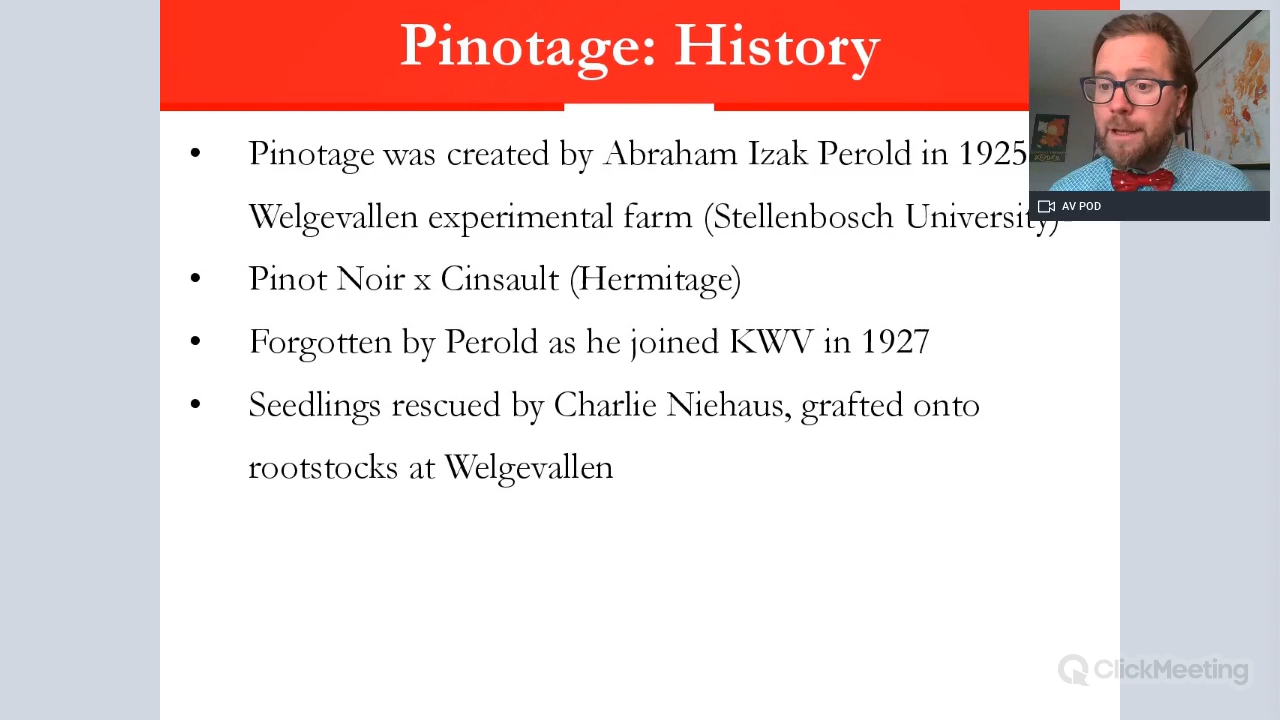 Pinotage: History
• Pinotage was created by Abraham Izak Perold in 1925
Welgevallen experimental farm (Stellenbosch University)
• Pinot Noir x Cinsault (Hermitage)
• Forgotten by Perold as he joined KWV in 1927
• Seedlings rescued by Charlie Niehaus, grafted onto
rootstocks at Welgevallen
AV POD
ClickMeeting